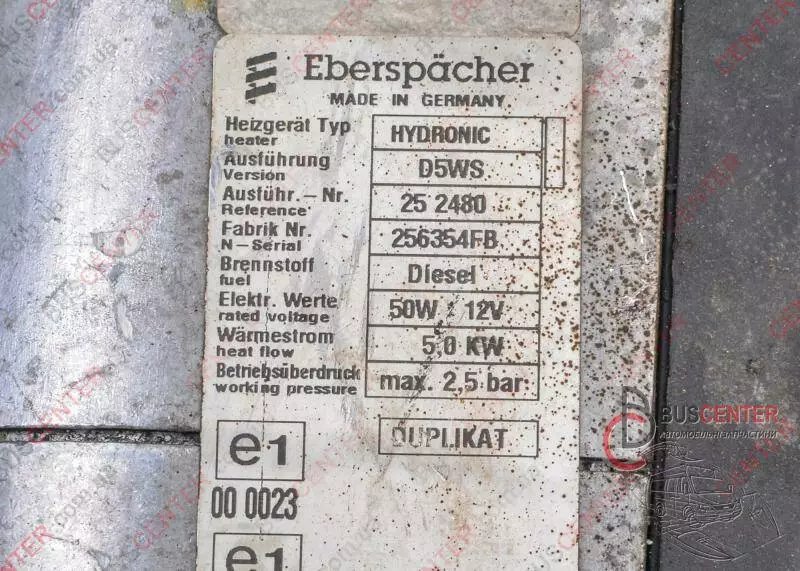 Eberspächer
MADE IN GERMANY
Heizgerät Typ HYDRONIC
heater
Ausführung D5WS
Version
Ausführ. – Nr. 25 2480
Reference
Fabrik Nr. 256354FB
N-Serial
Brennstoff Diesel
fuel
Elektr. Werte 50W : 12V
rated voltage
Wärmestrom 5,0 KW
heat flow
Betriebsüberdruck max. 2,5 bar
working pressure
DUPLIKAT
e1
00 0023
e1
BUSCENTER
АВТОМОБІЛЬНІ ЗАПЧАСТИНИ